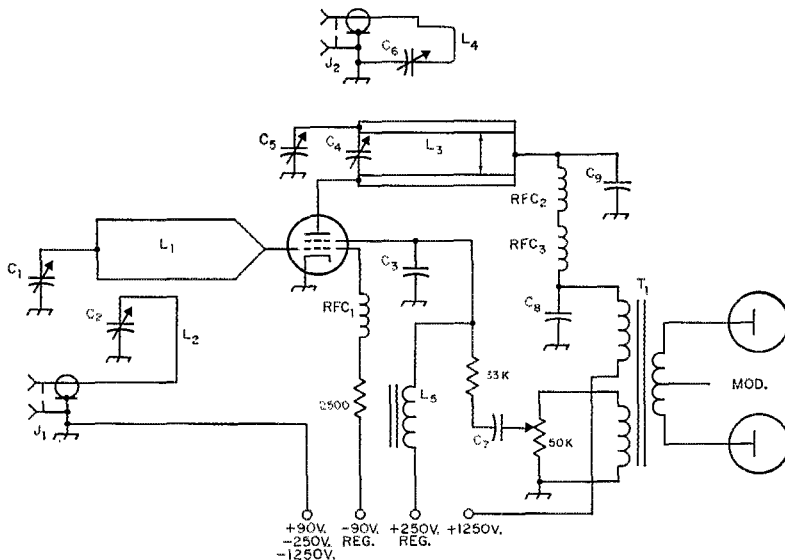 L4
C6
J2
C5
C4
L3
C9
RFC2
RFC3
L1
C1
C3
T1
RFC1
C8
C2
L2
33K
L5
MOD.
2500
J1
C7
50K
+90V.
-250V.
-1250V.
-90V.
REG.
+250V.
REG.
+1250V.